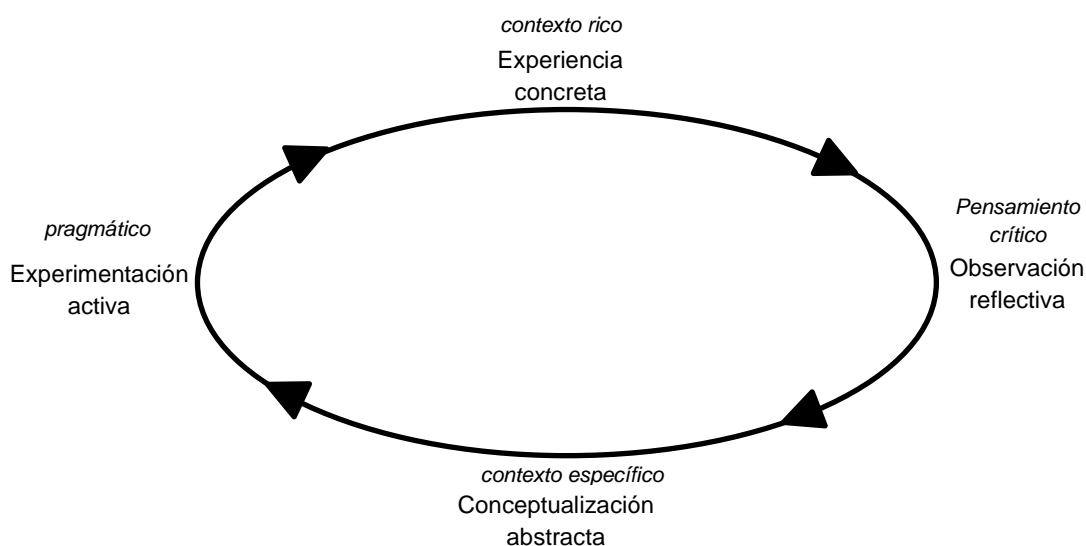 contexto rico
Experiencia
concreta
pragmático
Experimentación
activa
Pensamiento
crítico
Observación
reflectiva
contexto específico
Conceptualización
abstracta